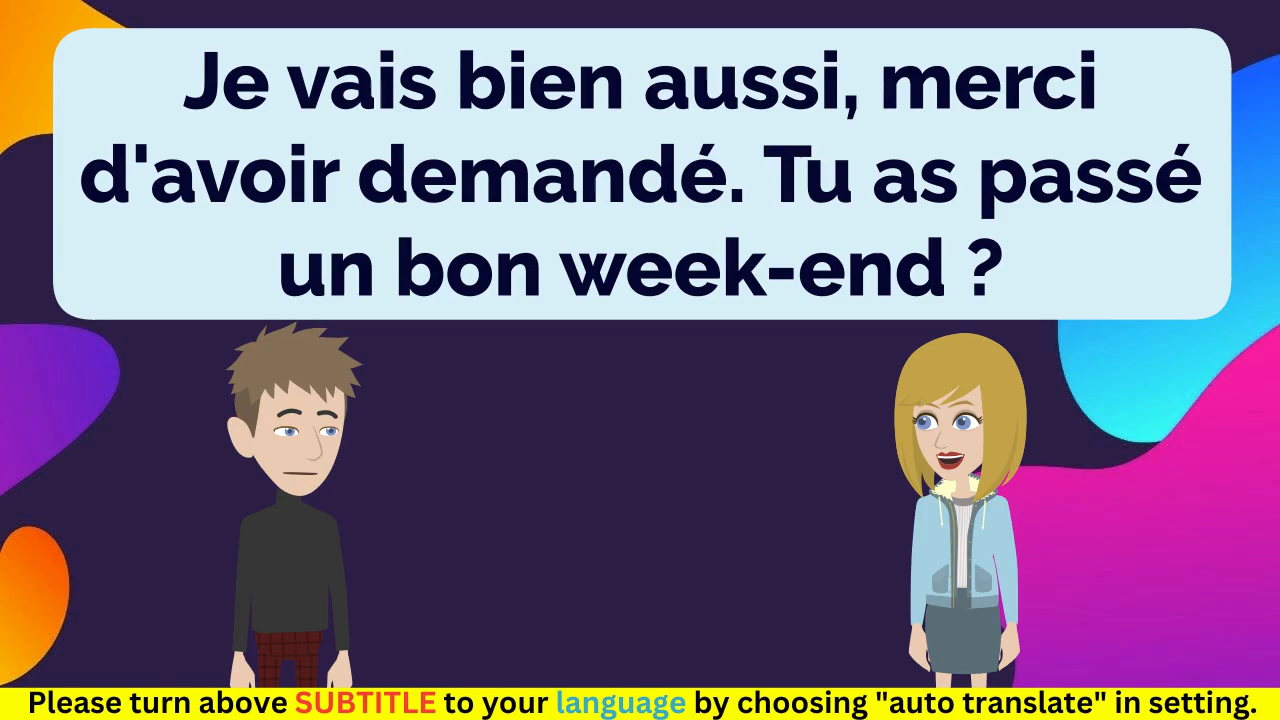 Je vais bien aussi, merci
d'avoir demandé. Tu as passé
un bon week-end ?
Please turn above SUBTITLE to your language by choosing "auto translate" in setting.